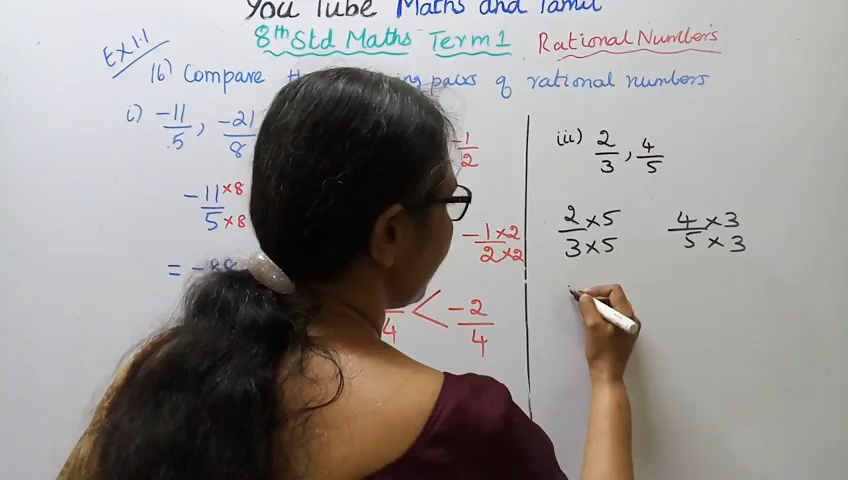 You Tube Maths and Tamil
8th Std Maths Term 1 Rational Numbers
Ex 1.1
16) Compare pairs of rational numbers
i) -11/5, -21/8
-1/2
iii) 2/3, 4/5
-11×8/5×8
-1×2/2×2
2×5/3×5 4×3/5×3
= -88
/4 < -2/4